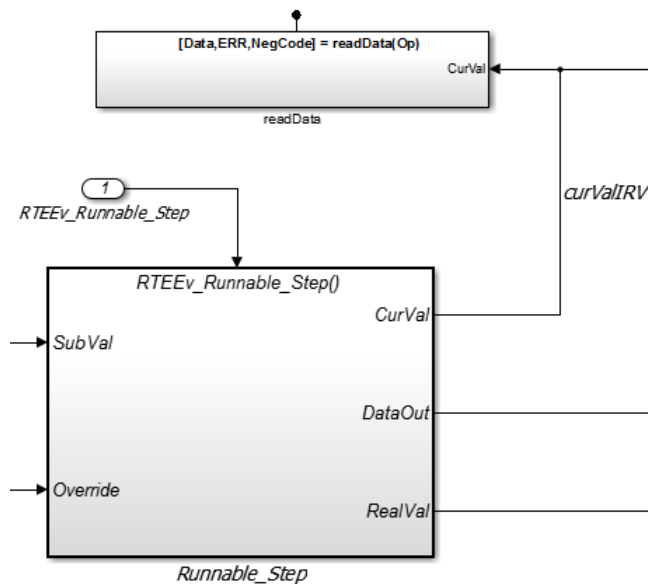 [Data,ERR,NegCode] = readData(Op)
CurVal
readData
1
RTEEv_Runnable_Step
curValIRV
RTEEv_Runnable_Step()
CurVal
SubVal
DataOut
Override
RealVal
Runnable_Step